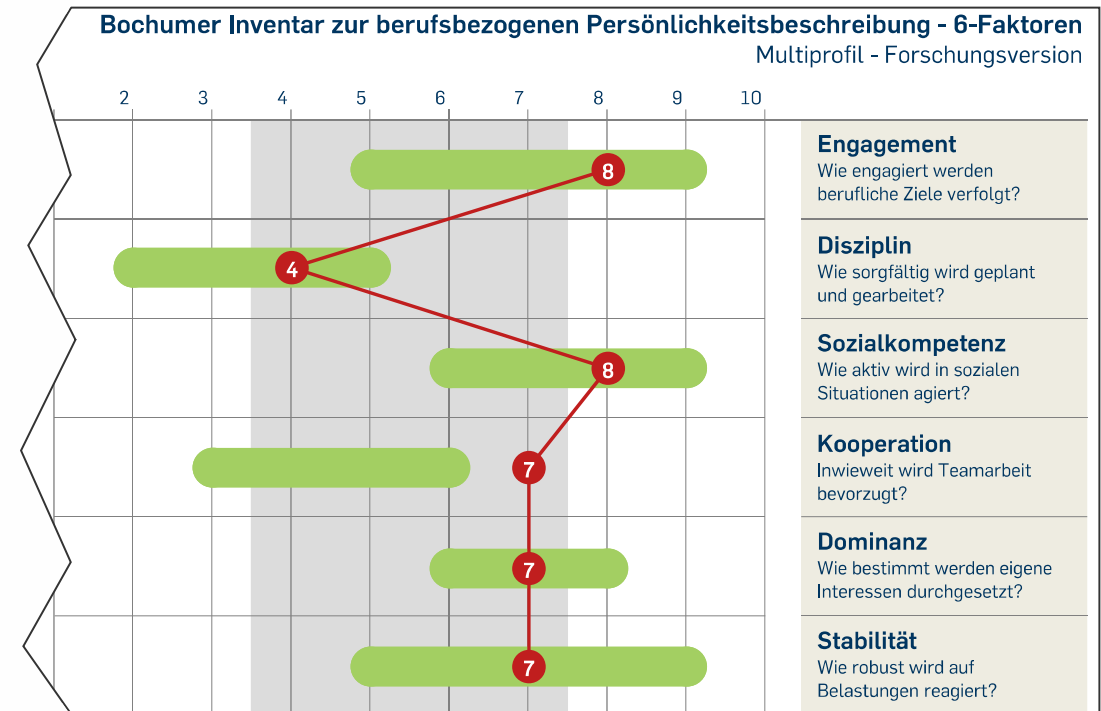 Bochumer Inventar zur berufsbezogenen Persönlichkeitsbeschreibung - 6-Faktoren
Multiprofil - Forschungsversion
2 3 4 5 6 7 8 9 10
Engagement
Wie engagiert werden
berufliche Ziele verfolgt?
8
Disziplin
Wie sorgfältig wird geplant
und gearbeitet?
4
Sozialkompetenz
Wie aktiv wird in sozialen
Situationen agiert?
8
Kooperation
Inwieweit wird Teamarbeit
bevorzugt?
7
Dominanz
Wie bestimmt werden eigene
Interessen durchgesetzt?
7
Stabilität
Wie robust wird auf
Belastungen reagiert?
7